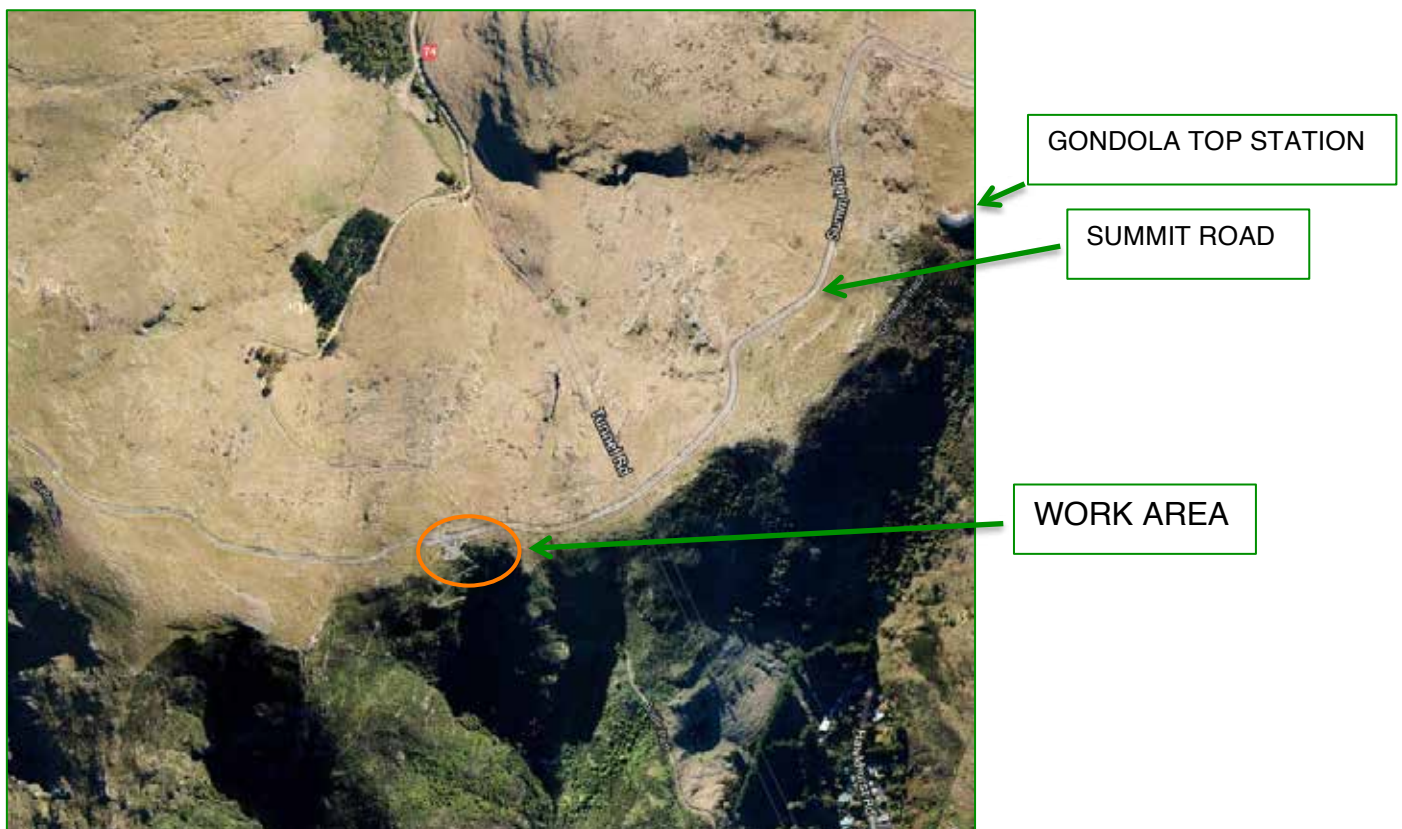 74
GONDOLA TOP STATION
Summit Rd
SUMMIT ROAD
Tunnel Rd
WORK AREA